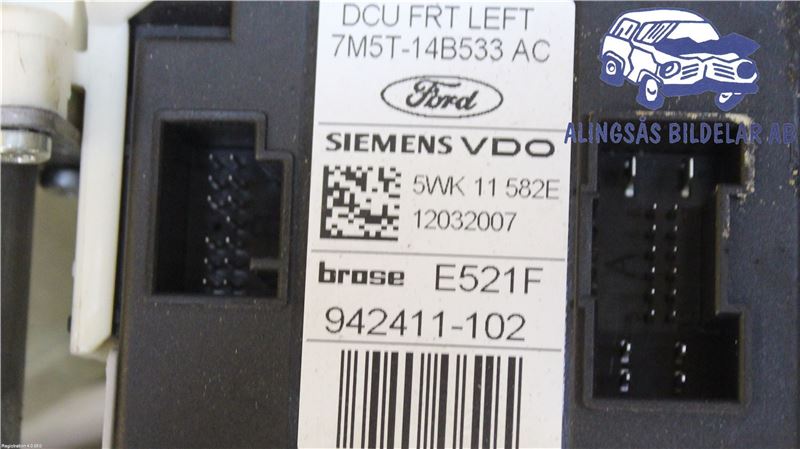 DCU FRT LEFT
7M5T-14B533 AC
Ford
SIEMENS VDO
5WK 11 582E
12032007
brose E521F
942411-102
ALINGSÅS BILDELAR AB
A